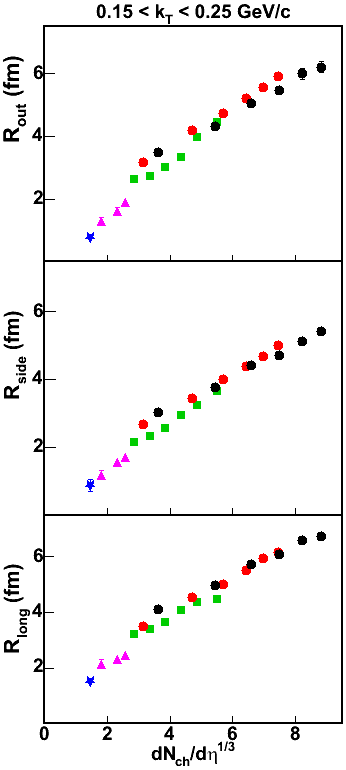 0.15 < k_T < 0.25 GeV/c
R_out (fm)
6
4
2
R_side (fm)
6
4
2
R_long (fm)
6
4
2
0 2 4 6 8
dN_ch/dη^1/3